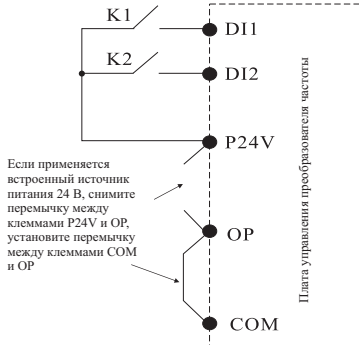 K1
DI1
K2
DI2
P24V
Если применяется
встроенный источник
питания 24 В, снимите
перемычку между
клеммами P24V и OP,
установите перемычку
между клеммами COM
и OP
OP
COM
Плата управления преобразователя частоты